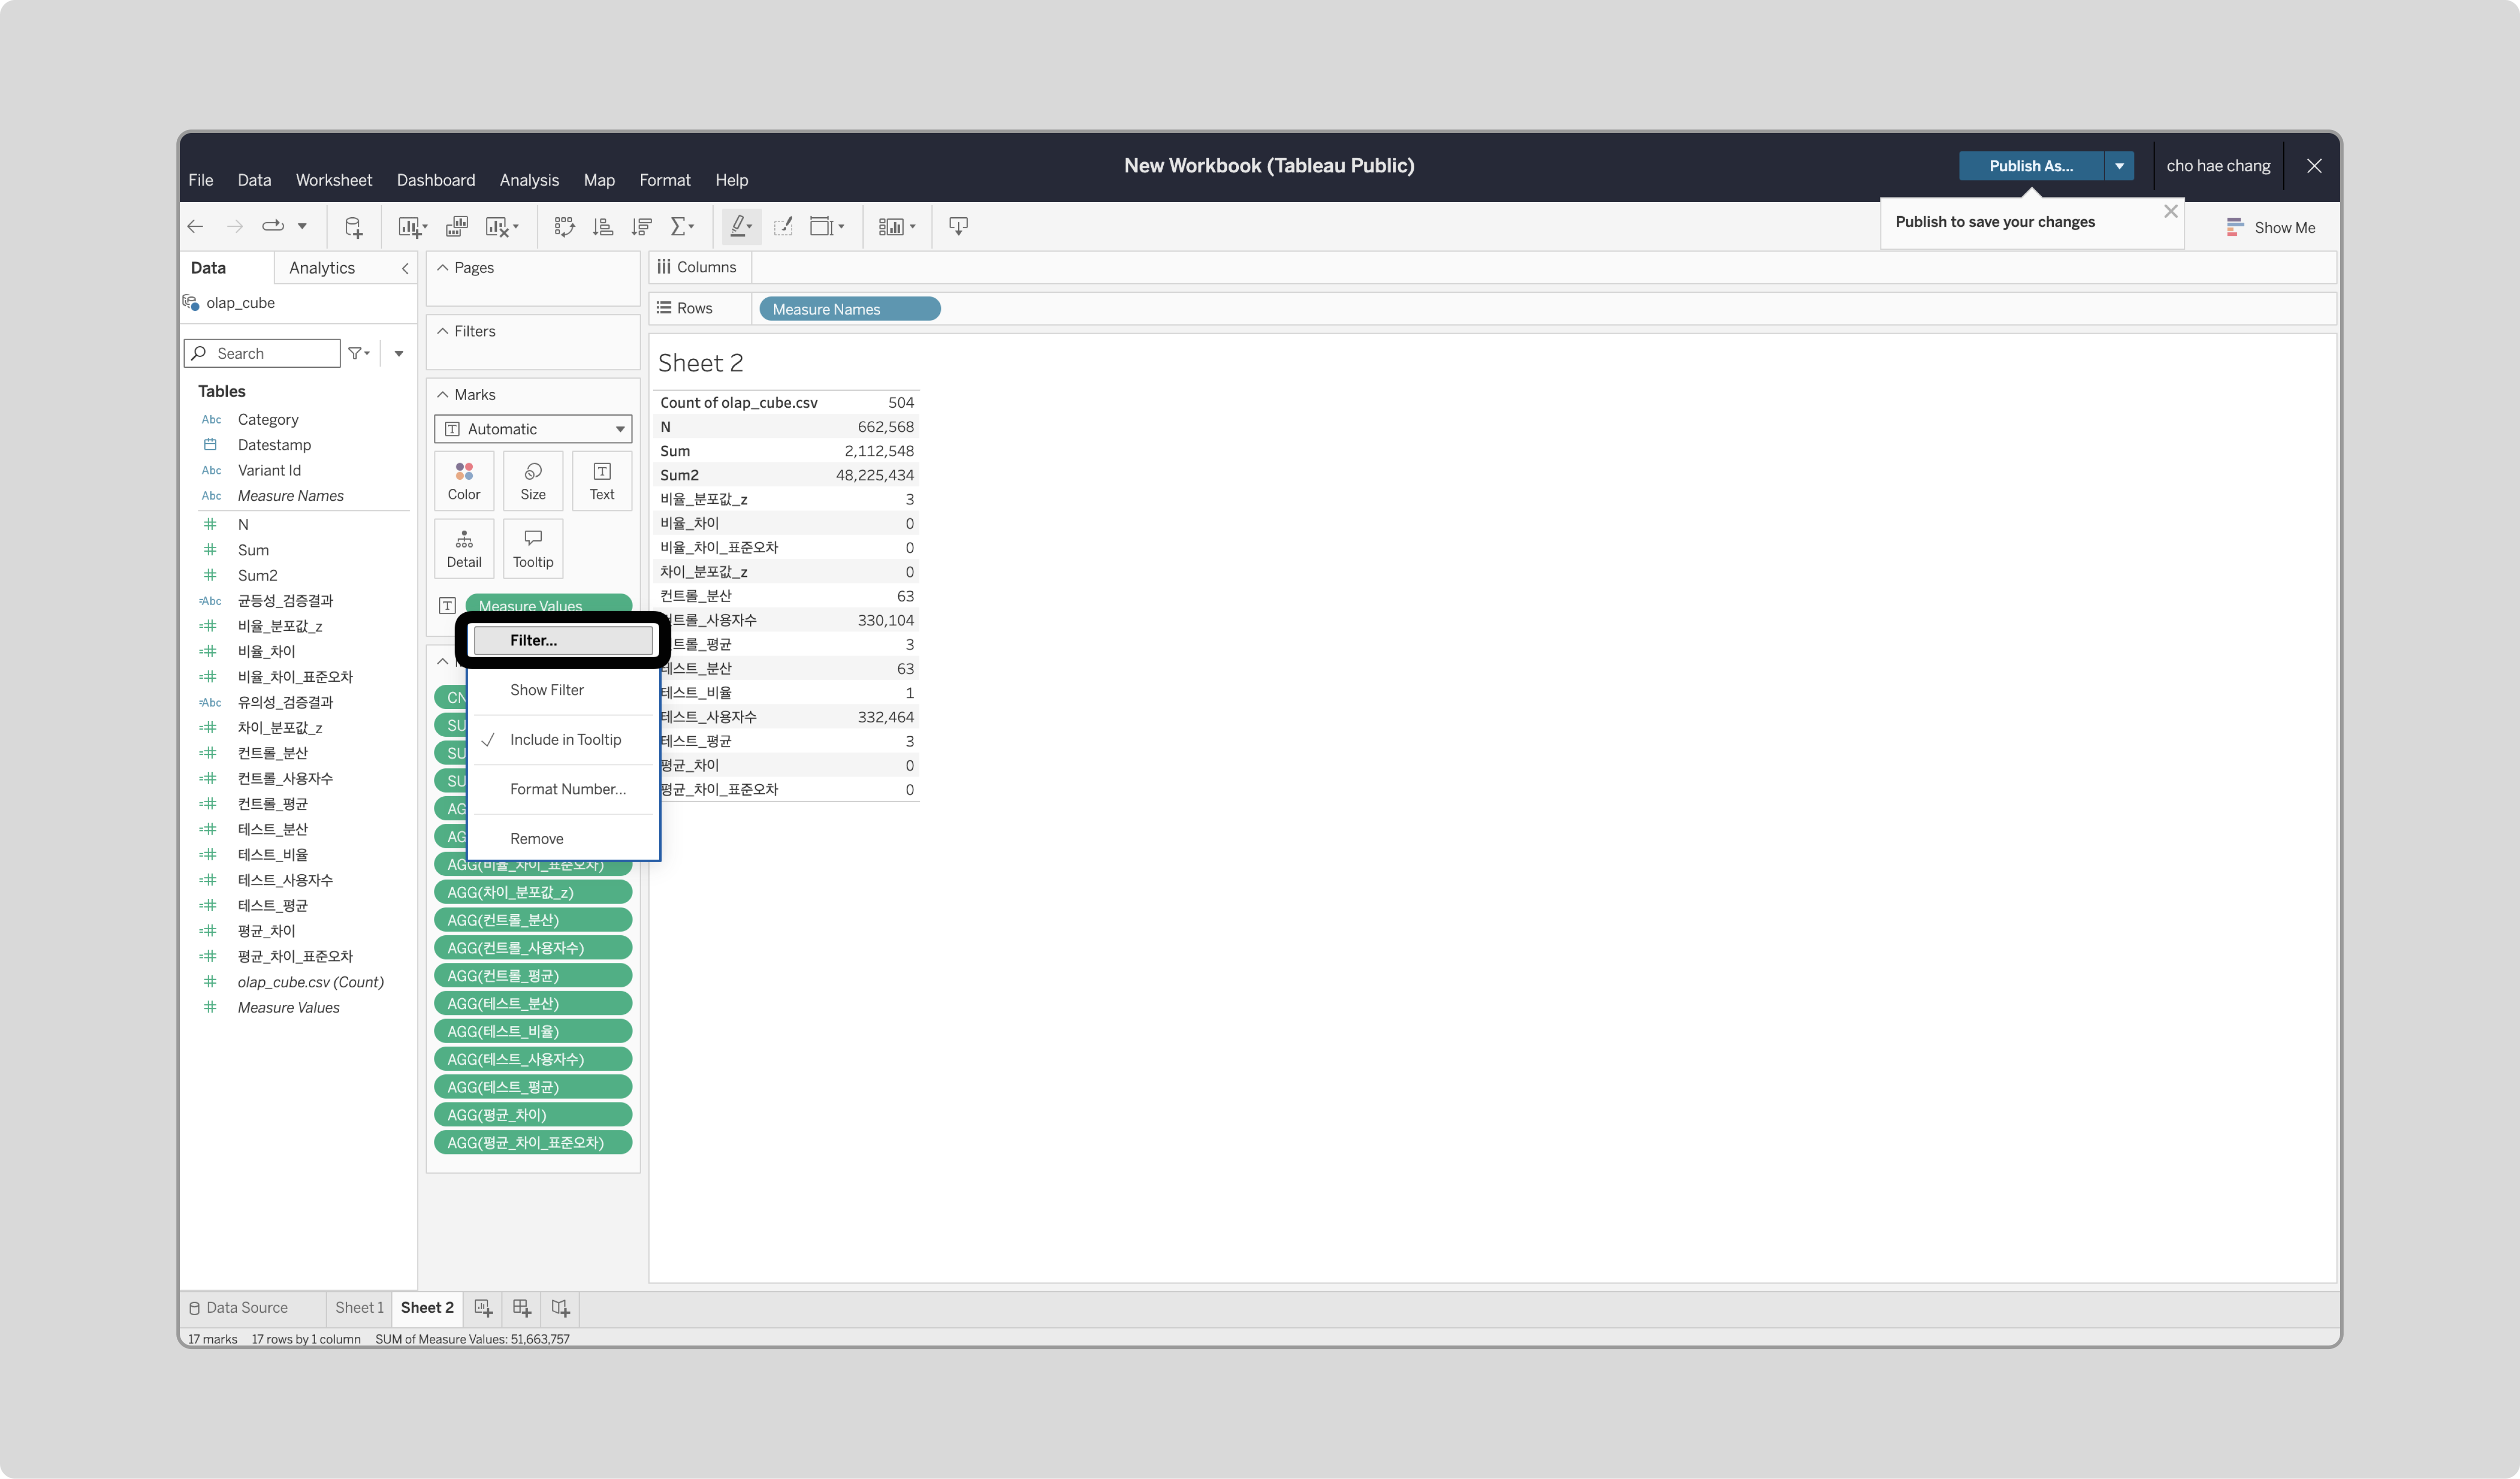 New Workbook (Tableau Public)
Publish As...
cho hae chang
File Data Worksheet Dashboard Analysis Map Format Help
Publish to save your changes
Show Me
Data
Analytics
olap_cube
Search
Tables
Abc Category
Datestamp
Abc Variant Id
Abc Measure Names
N
Sum
Sum2
=Abc 균등성_검증결과
비율_분포값_z
비율_차이
비율_차이_표준오차
=Abc 유의성_검증결과
차이_분포값_z
컨트롤_분산
컨트롤_사용자수
컨트롤_평균
테스트_분산
테스트_비율
테스트_사용자수
테스트_평균
평균_차이
평균_차이_표준오차
olap_cube.csv (Count)
Measure Values
Pages
Filters
Marks
Automatic
Color Size Text
Detail Tooltip
Measure Values
Filter...
Show Filter
Include in Tooltip
Format Number...
Remove
CN
SU
SU
SU
AG
AG
AGG(비율_차이_표준오차)
AGG(차이_분포값_z)
AGG(컨트롤_분산)
AGG(컨트롤_사용자수)
AGG(컨트롤_평균)
AGG(테스트_분산)
AGG(테스트_비율)
AGG(테스트_사용자수)
AGG(테스트_평균)
AGG(평균_차이)
AGG(평균_차이_표준오차)
Columns
Rows
Measure Names
Sheet 2
Count of olap_cube.csv 504
N 662,568
Sum 2,112,548
Sum2 48,225,434
비율_분포값_z 3
비율_차이 0
비율_차이_표준오차 0
차이_분포값_z 0
컨트롤_분산 63
트롤_사용자수 330,104
트롤_평균 3
테스트_분산 63
테스트_비율 1
테스트_사용자수 332,464
테스트_평균 3
평균_차이 0
평균_차이_표준오차 0
Data Source
Sheet 1
Sheet 2
17 marks 17 rows by 1 column SUM of Measure Values: 51,663,757